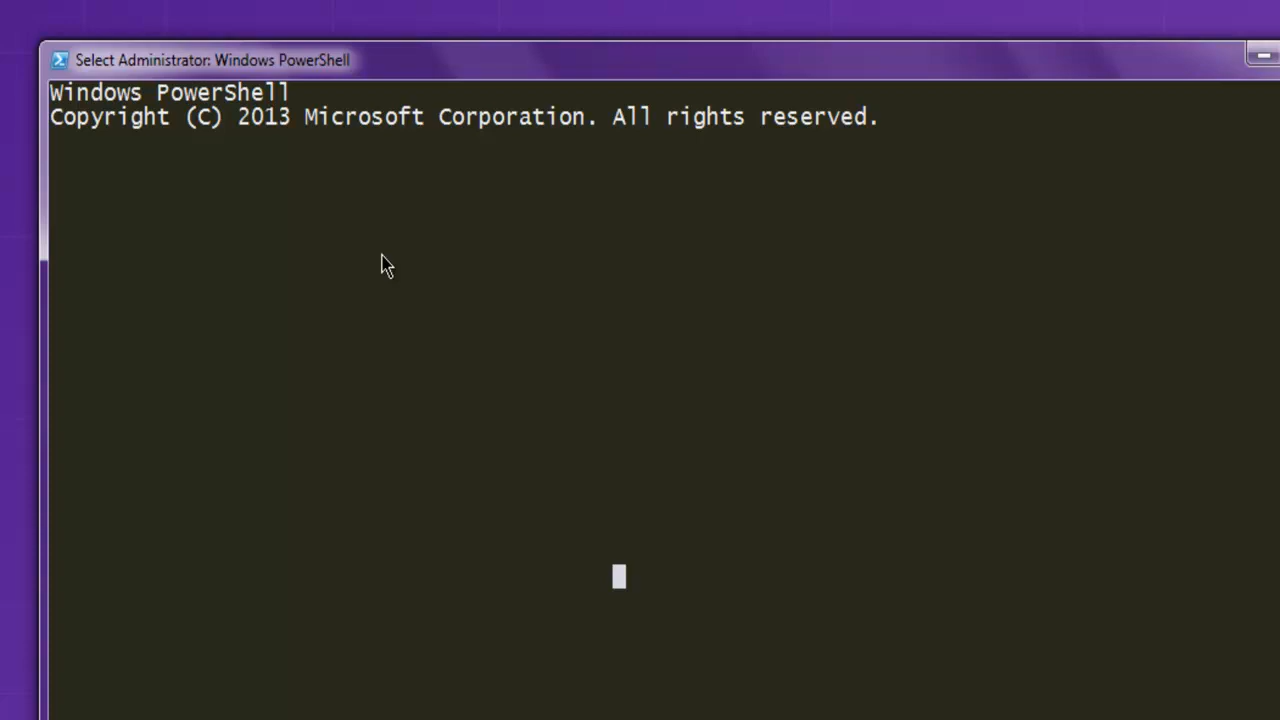 Select Administrator: Windows PowerShell
Windows PowerShell
Copyright (C) 2013 Microsoft Corporation. All rights reserved.